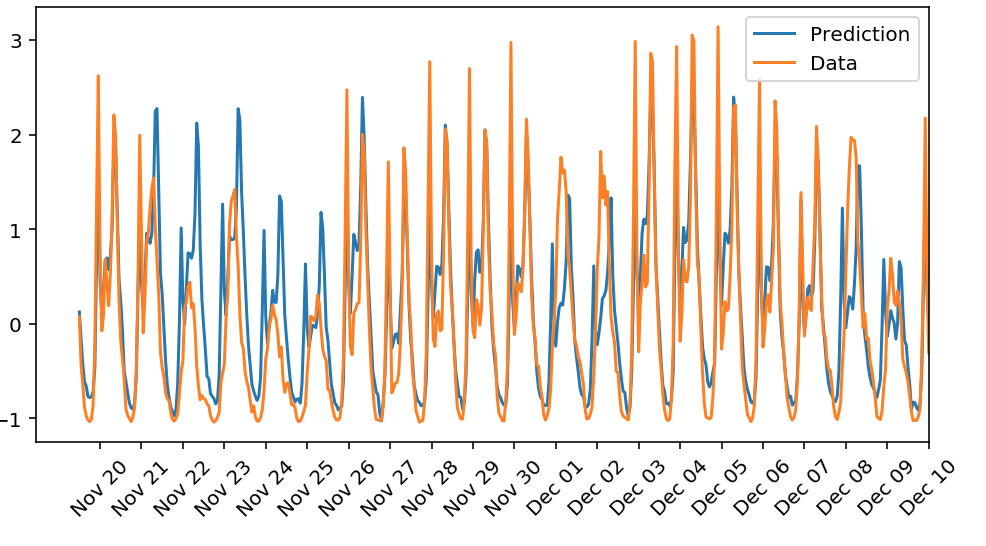 Prediction
Data
3
2
1
0
−1
Nov 20
Nov 21
Nov 22
Nov 23
Nov 24
Nov 25
Nov 26
Nov 27
Nov 28
Nov 29
Nov 30
Dec 01
Dec 02
Dec 03
Dec 04
Dec 05
Dec 06
Dec 07
Dec 08
Dec 09
Dec 10